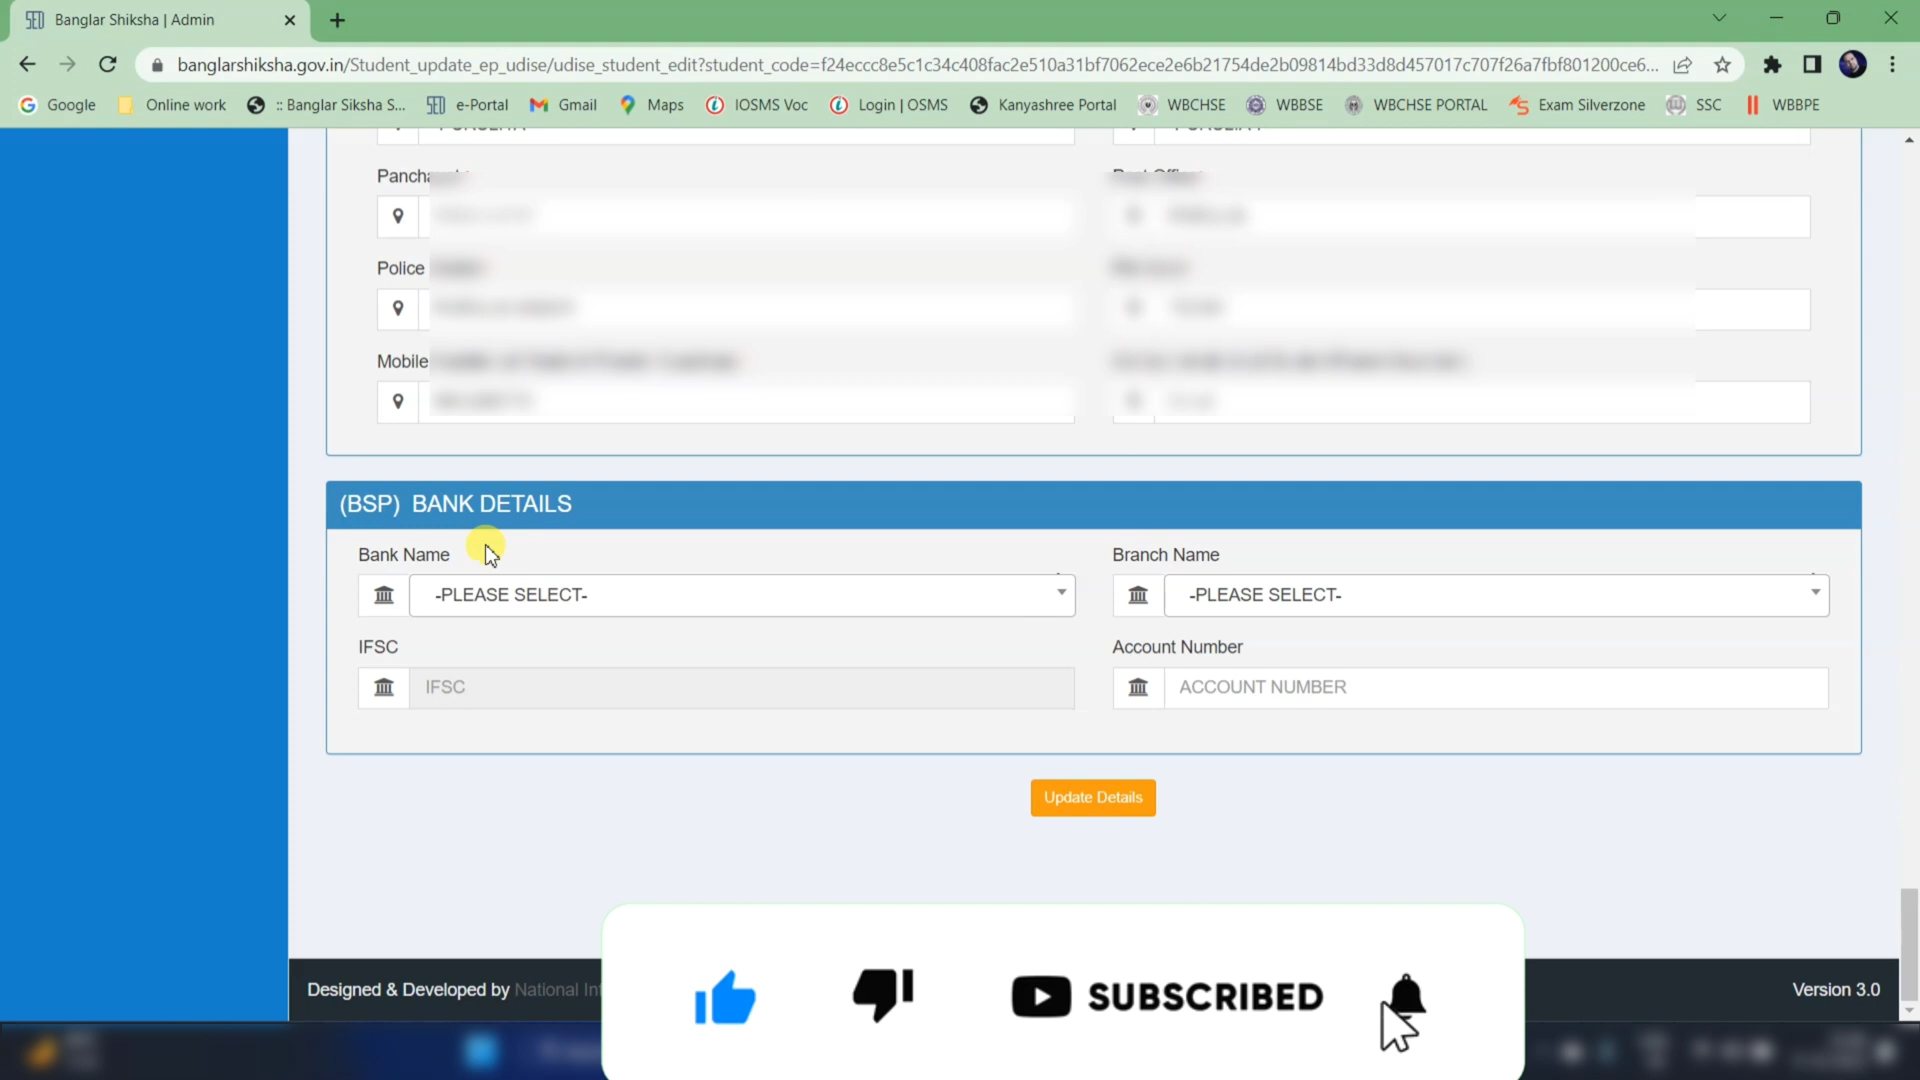 Banglar Shiksha | Admin
banglarshiksha.gov.in/Student_update_ep_udise/udise_student_edit?student_code=f24eccc8e5c1c34c408fac2e510a31bf7062ece2e6b21754de2b09814bd33d8d457017c707f26a7fbf801200ce6...
Google Online work :: Banglar Siksha S... e-Portal Gmail Maps IOSMS Voc Login | OSMS Kanyashree Portal WBCHSE WBBSE WBCHSE PORTAL Exam Silverzone SSC WBBPE
Police
Mobile
(BSP) BANK DETAILS
Bank Name Branch Name
-PLEASE SELECT- -PLEASE SELECT-
IFSC Account Number
IFSC ACCOUNT NUMBER
Update Details
Designed & Developed by National Version 3.0
SUBSCRIBED